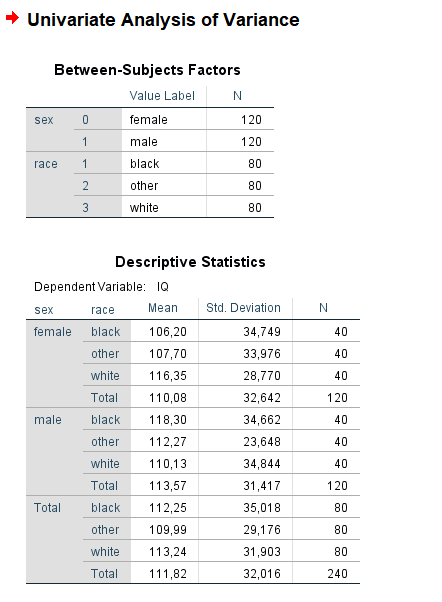 Univariate Analysis of Variance
Between-Subjects Factors
Value Label N
sex 0 female 120
1 male 120
race 1 black 80
2 other 80
3 white 80
Descriptive Statistics
Dependent Variable: IQ
sex race Mean Std. Deviation N
female black 106,20 34,749 40
other 107,70 33,976 40
white 116,35 28,770 40
Total 110,08 32,642 120
male black 118,30 34,662 40
other 112,27 23,648 40
white 110,13 34,844 40
Total 113,57 31,417 120
Total black 112,25 35,018 80
other 109,99 29,176 80
white 113,24 31,903 80
Total 111,82 32,016 240